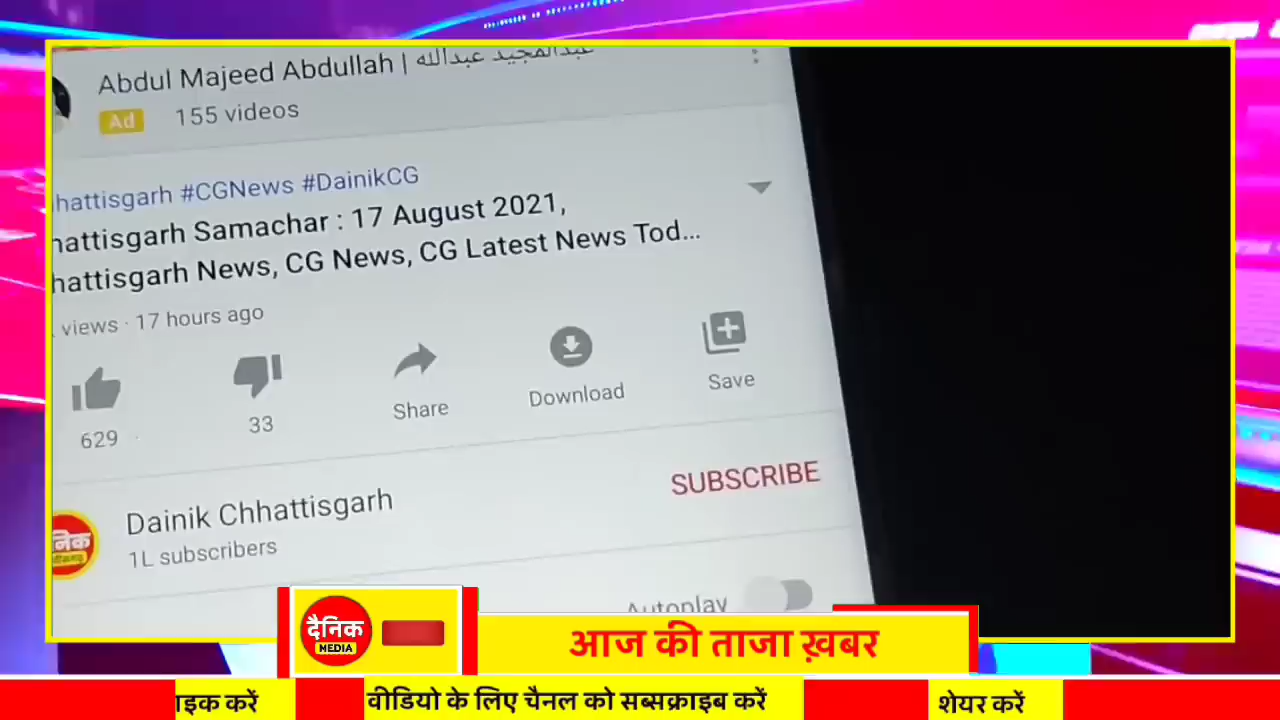 Abdul Majeed Abdullah | عبدالمجيد عبدالله
Ad 155 videos
hattisgarh #CGNews #DainikCG
hattisgarh Samachar : 17 August 2021,
hattisgarh News, CG News, CG Latest News Tod...
views · 17 hours ago
629
33
Share
Download
Save
Dainik Chhattisgarh
SUBSCRIBE
1L subscribers
Autoplay
दैनिक
MEDIA
आज की ताजा ख़बर
इक करें
वीडियो के लिए चैनल को सब्सक्राइब करें
शेयर करें